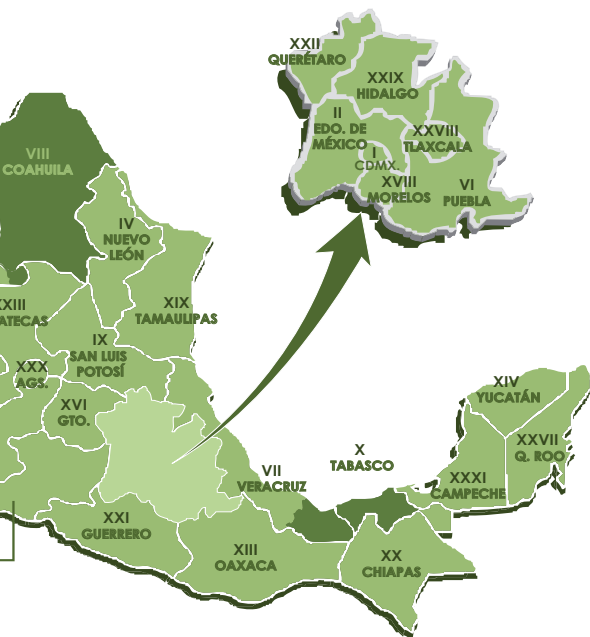 XXII
QUERÉTARO
XXIX
HIDALGO
II
EDO. DE
MÉXICO
XXVIII
TLAXCALA
I
CDMX.
XVIII
MORELOS
VI
PUEBLA
VIII
COAHUILA
IV
NUEVO
LEÓN
XIX
TAMAULIPAS
XXIII
ATECAS
IX
SAN LUIS
POTOSÍ
XXX
AGS.
XVI
GTO.
XIV
YUCATÁN
XXVII
Q. ROO
X
TABASCO
VII
VERACRUZ
XXXI
CAMPECHE
XXI
GUERRERO
XIII
OAXACA
XX
CHIAPAS